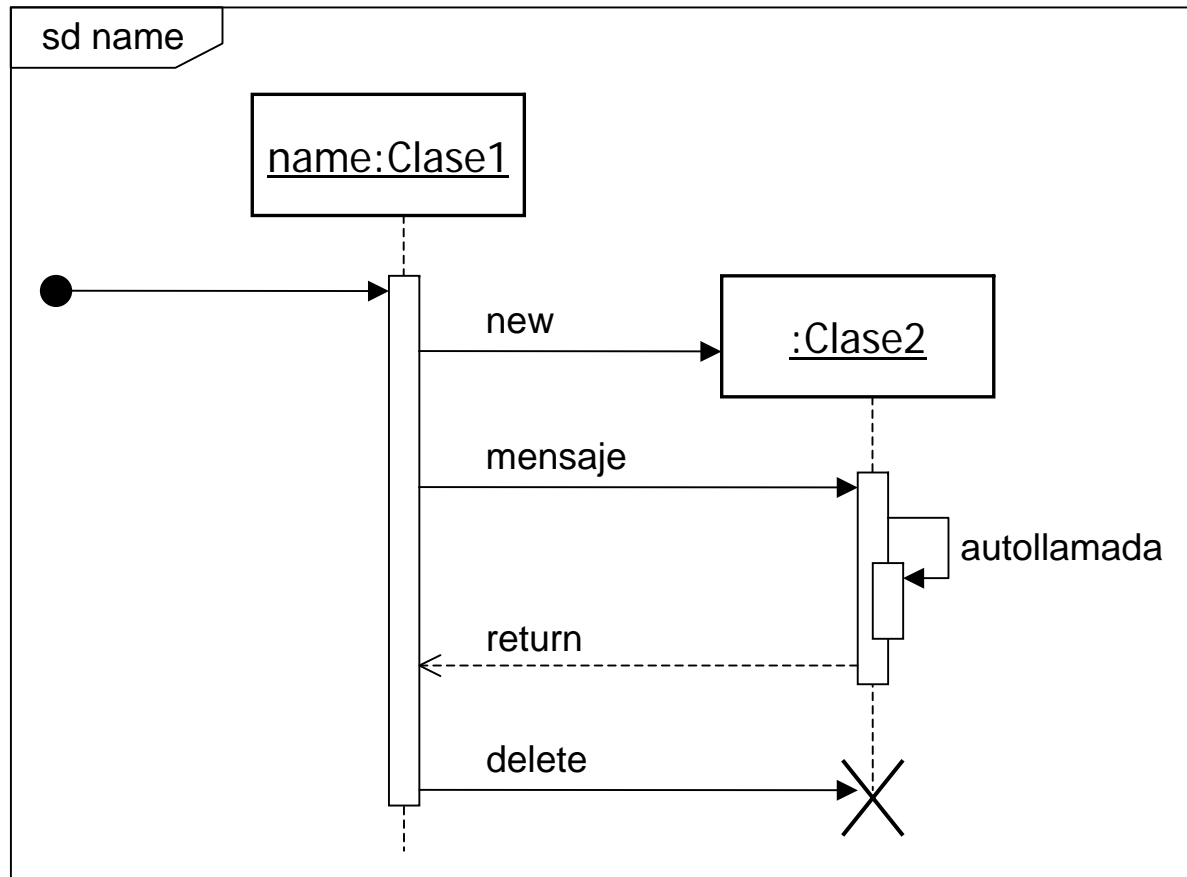 sd name
name:Clase1
new
:Clase2
mensaje
autollamada
return
delete